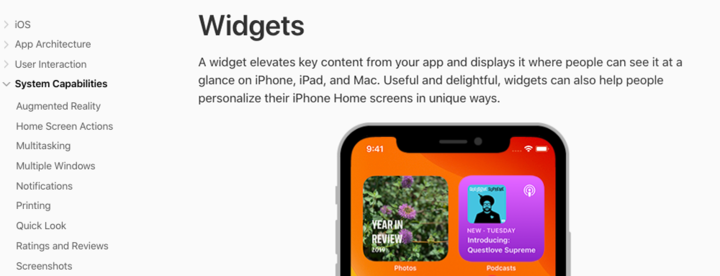 iOS
App Architecture
User Interaction
System Capabilities
Augmented Reality
Home Screen Actions
Multitasking
Multiple Windows
Notifications
Printing
Quick Look
Ratings and Reviews
Screenshots
Widgets
A widget elevates key content from your app and displays it where people can see it at a
glance on iPhone, iPad, and Mac. Useful and delightful, widgets can also help people
personalize their iPhone Home screens in unique ways.
9:41
YEAR IN
REVIEW
2019
Photos
NEW · TUESDAY
Introducing:
Questlove Supreme
Podcasts